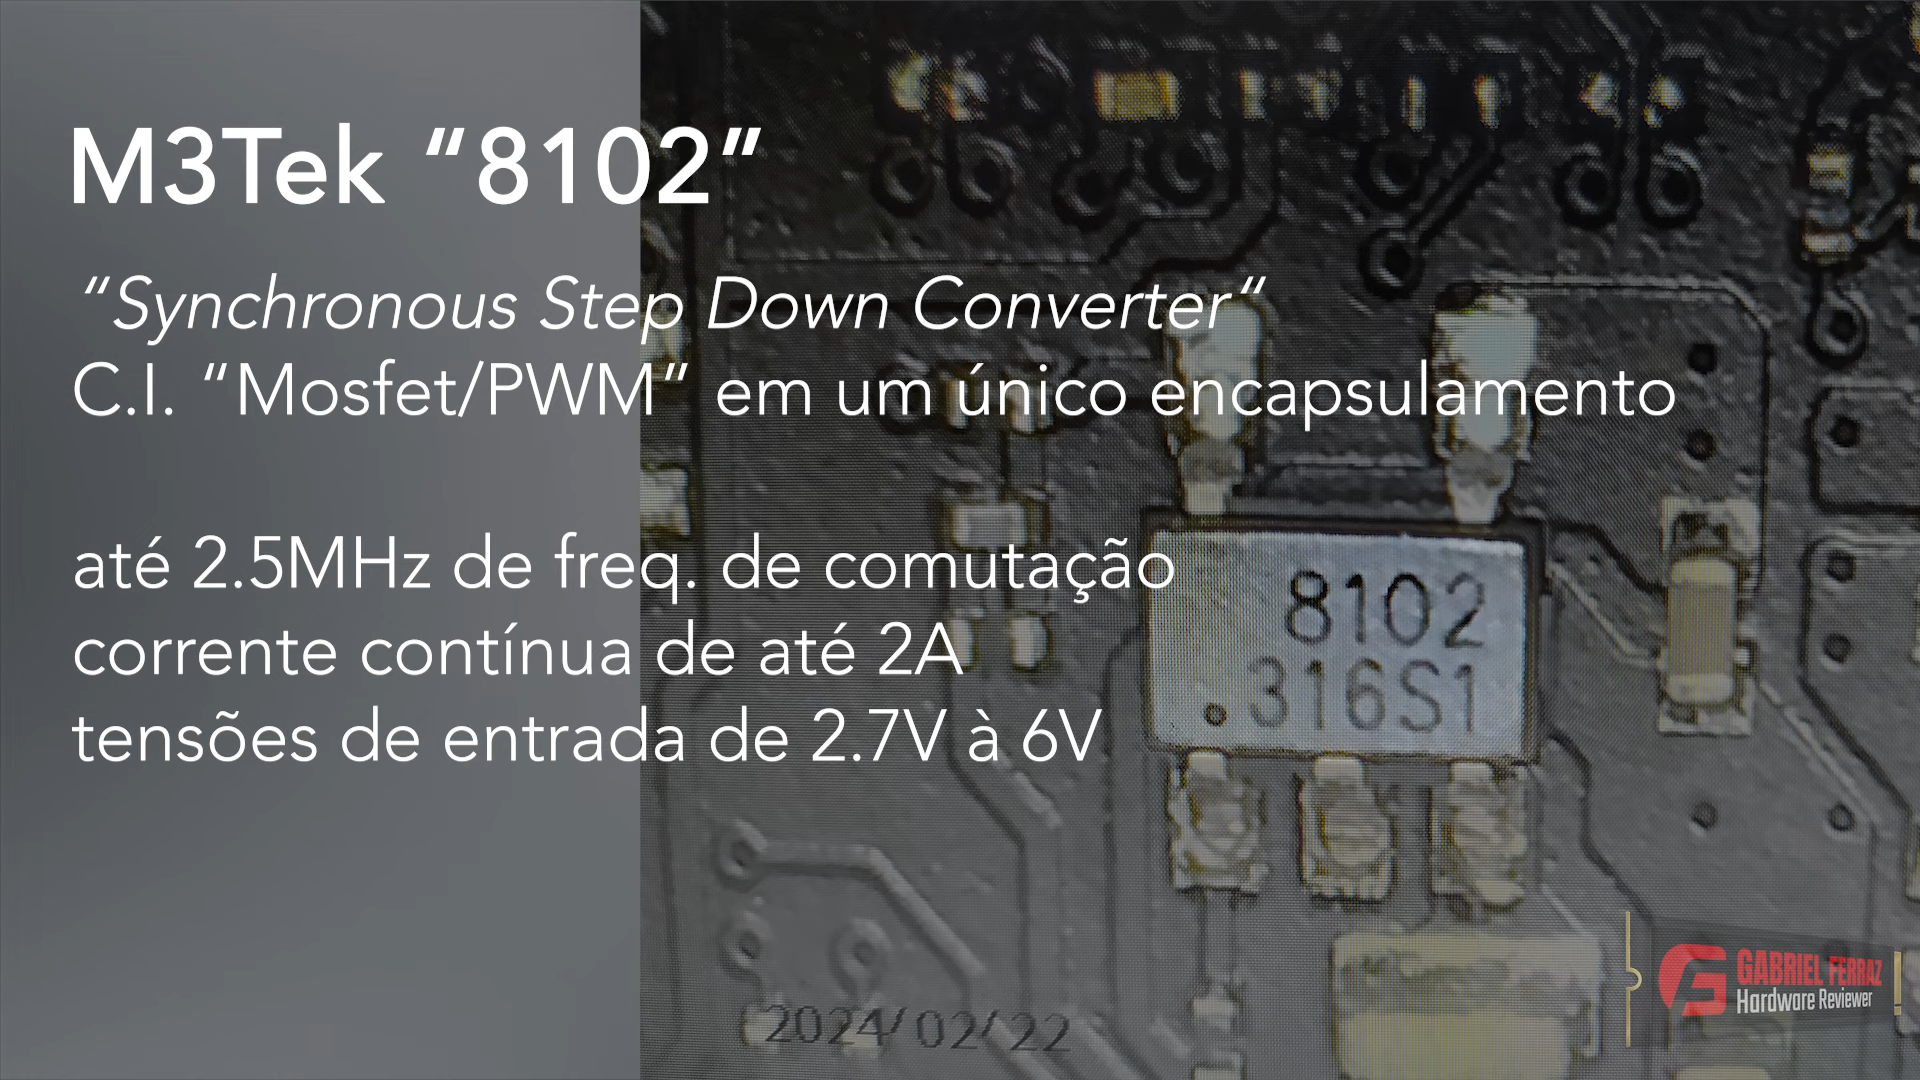 M3Tek “8102”
“Synchronous Step Down Converter“
C.I. “Mosfet/PWM” em um único encapsulamento
até 2.5MHz de freq. de comutação
corrente contínua de até 2A
tensões de entrada de 2.7V à 6V
8102
.316S1
2024/02/22
GABRIEL FERRAZ
Hardware Reviewer